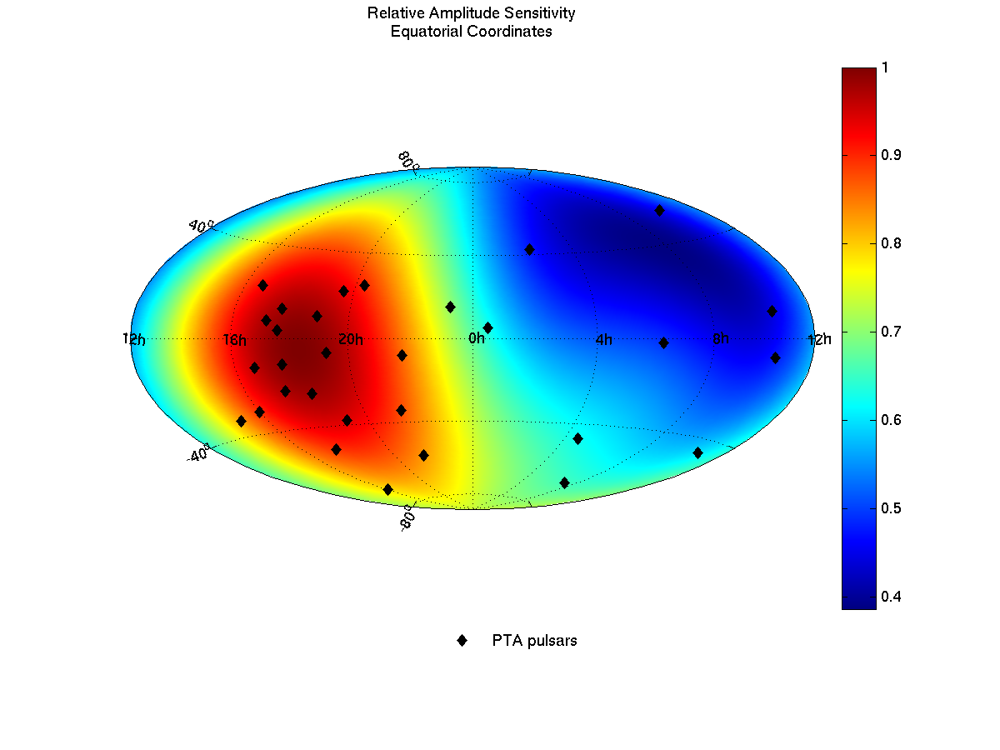 Relative Amplitude Sensitivity
Equatorial Coordinates
1
0.9
0.8
0.7
0.6
0.5
0.4
80°
40°
12h
16h
20h
0h
4h
8h
12h
-40°
-80°
PTA pulsars